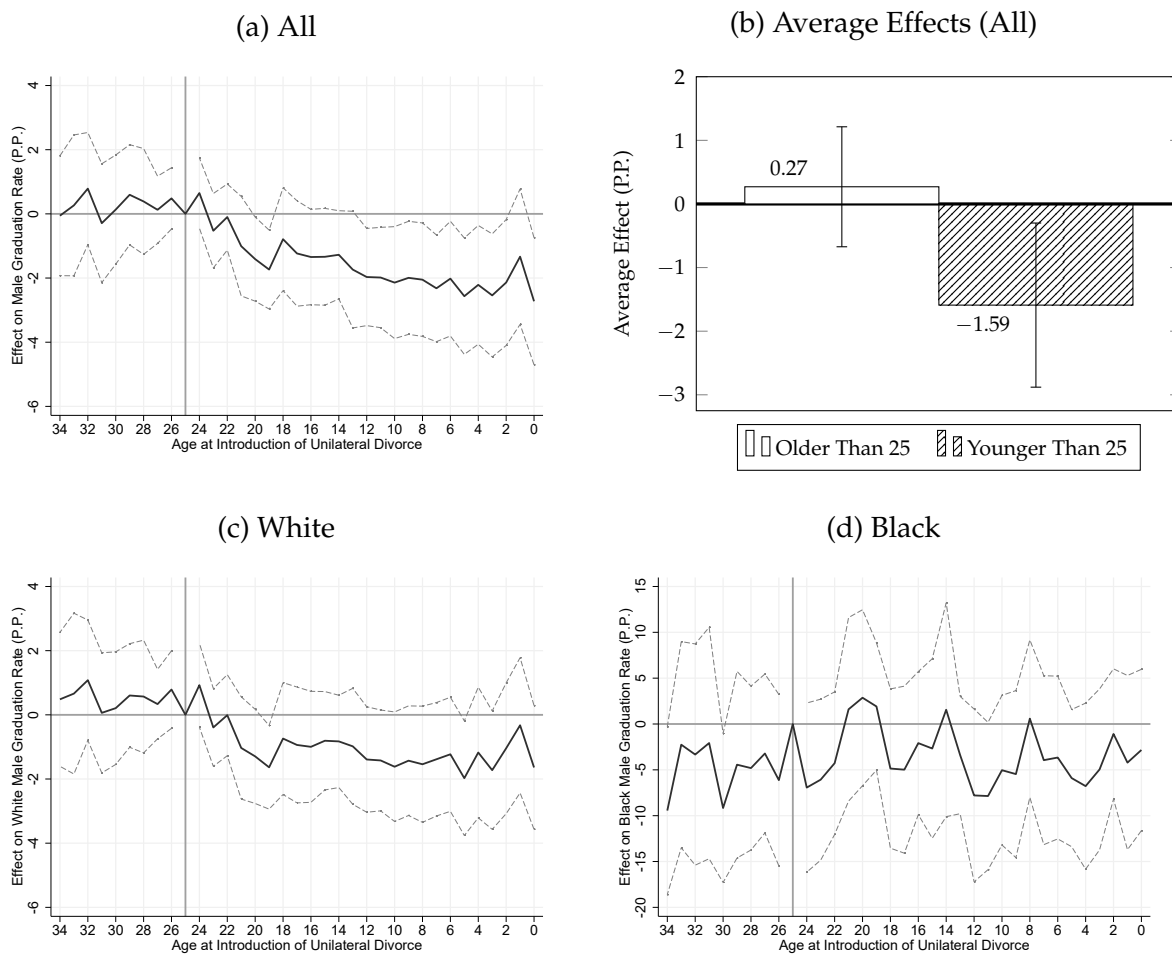 (a) All
Effect on Male Graduation Rate (P.P.)
4
2
0
-2
-4
-6
34 32 30 28 26 24 22 20 18 16 14 12 10 8 6 4 2 0
Age at Introduction of Unilateral Divorce
(b) Average Effects (All)
Average Effect (P.P.)
2
1
0
−1
−2
−3
0.27
−1.59
Older Than 25 Younger Than 25
(c) White
Effect on White Male Graduation Rate (P.P.)
4
2
0
-2
-4
-6
34 32 30 28 26 24 22 20 18 16 14 12 10 8 6 4 2 0
Age at Introduction of Unilateral Divorce
(d) Black
Effect on Black Male Graduation Rate (P.P.)
15
10
5
0
-5
-10
-15
-20
34 32 30 28 26 24 22 20 18 16 14 12 10 8 6 4 2 0
Age at Introduction of Unilateral Divorce